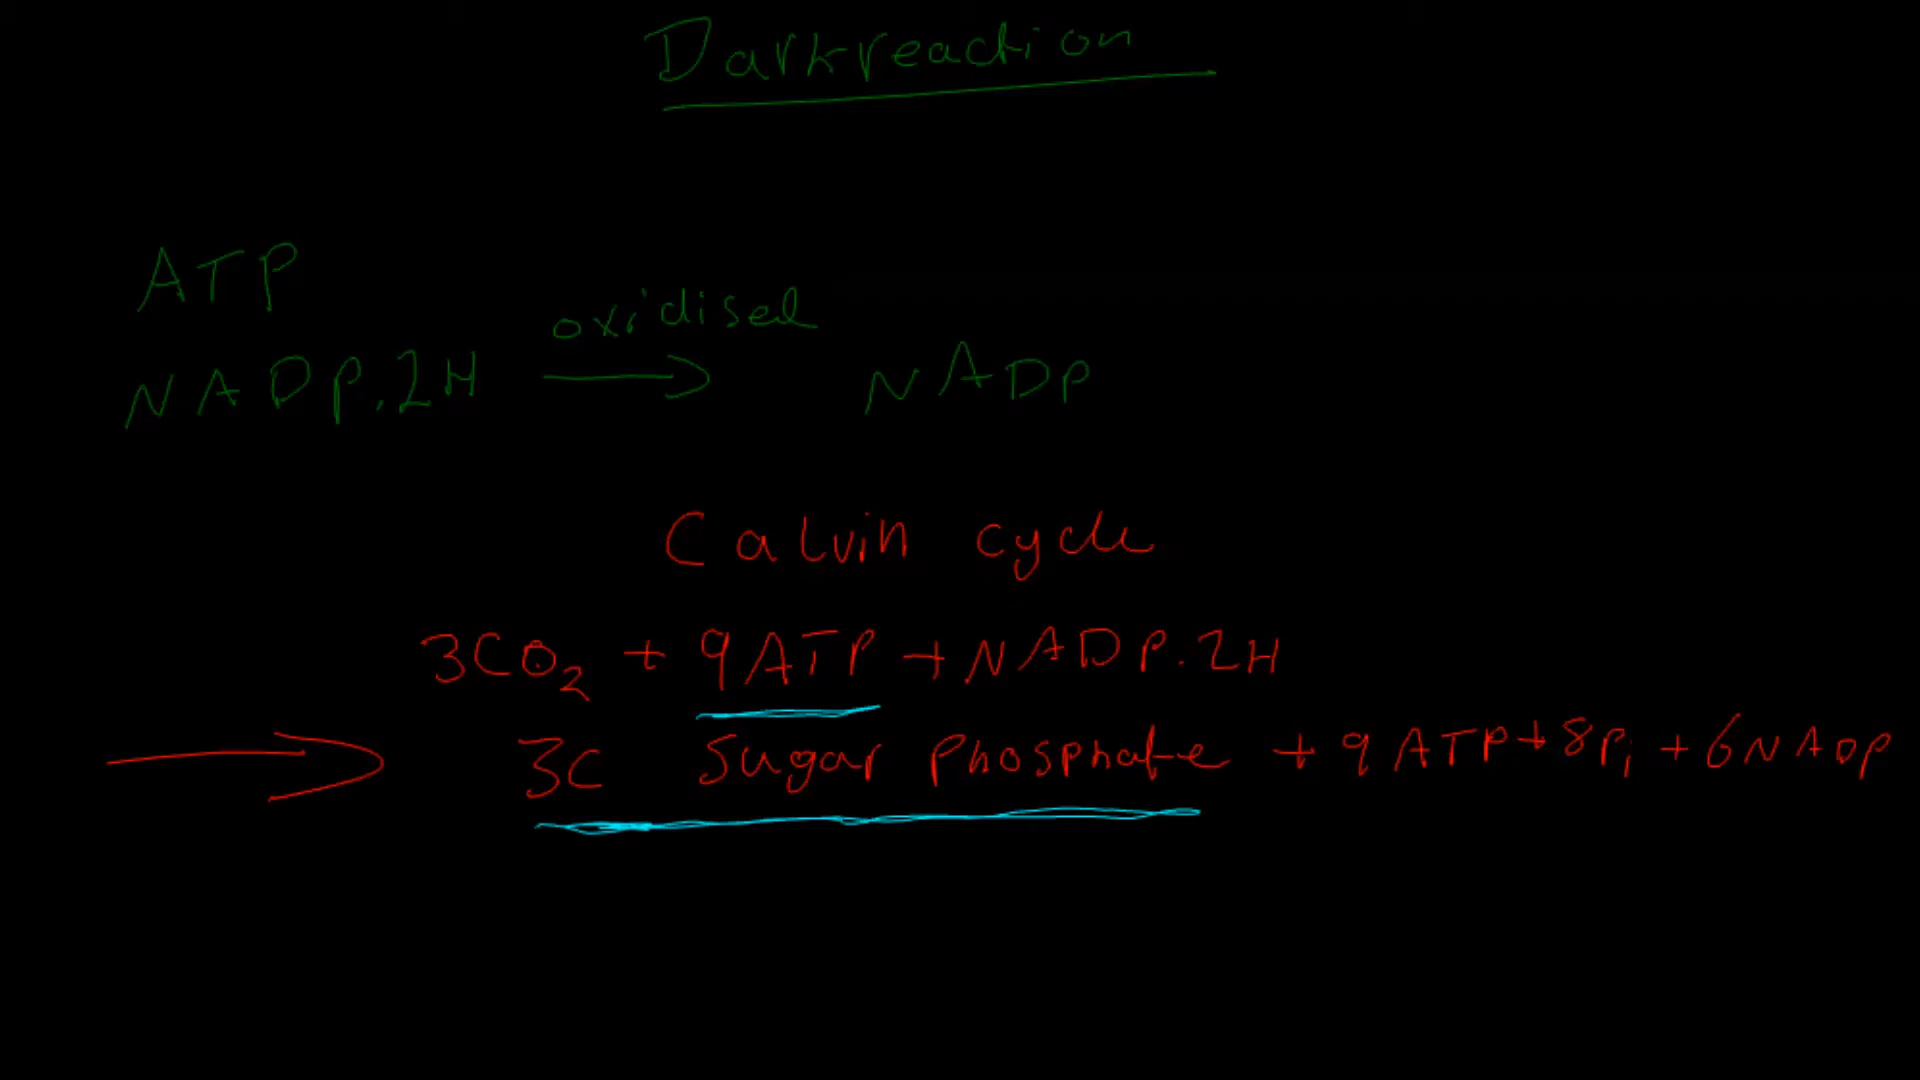 Darkreaction
ATP
oxidised
NADP.2H → NADP
Calvin cycle
3CO₂ + 9ATP + NADP.2H
→ 3C Sugar Phosphate + 9ATP + 8Pi + 6NADP